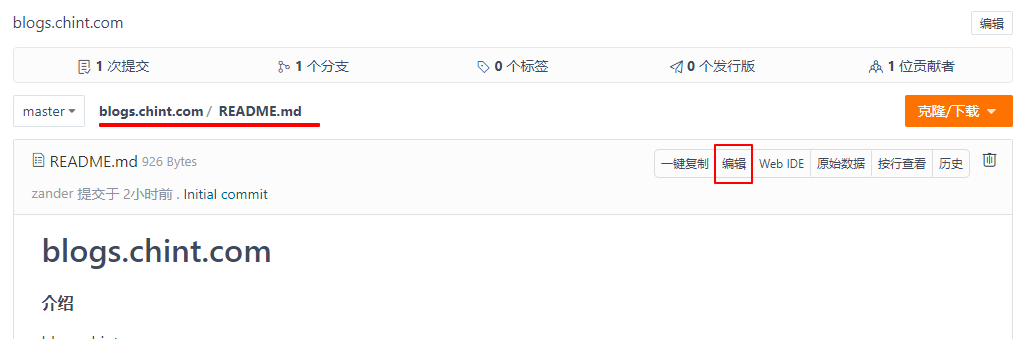 blogs.chint.com 编辑
1 次提交 1 个分支 0 个标签 0 个发行版 1 位贡献者
master blogs.chint.com / README.md 克隆/下载
README.md 926 Bytes 一键复制 编辑 Web IDE 原始数据 按行查看 历史
zander 提交于 2小时前 . Initial commit
blogs.chint.com
介绍